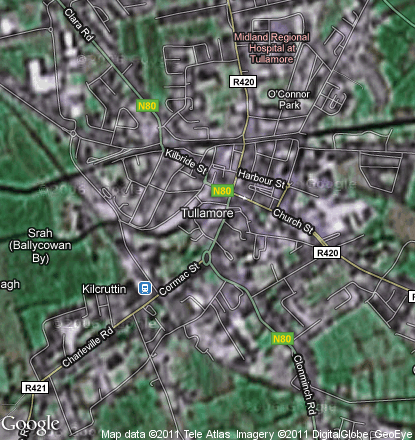 Clara Rd
Midland Regional
Hospital at
Tullamore
R420
O'Connor
Park
N80
Kilbride St
Harbour St
N80
Tullamore
Church St
Srah
(Ballycowan
By)
R420
agh
Kilcruttin
Cormac St
R420
Charleville Rd
N80
R421
Clonminch Rd
Google
Map data ©2011 Tele Atlas Imagery ©2011 DigitalGlobe, GeoEye